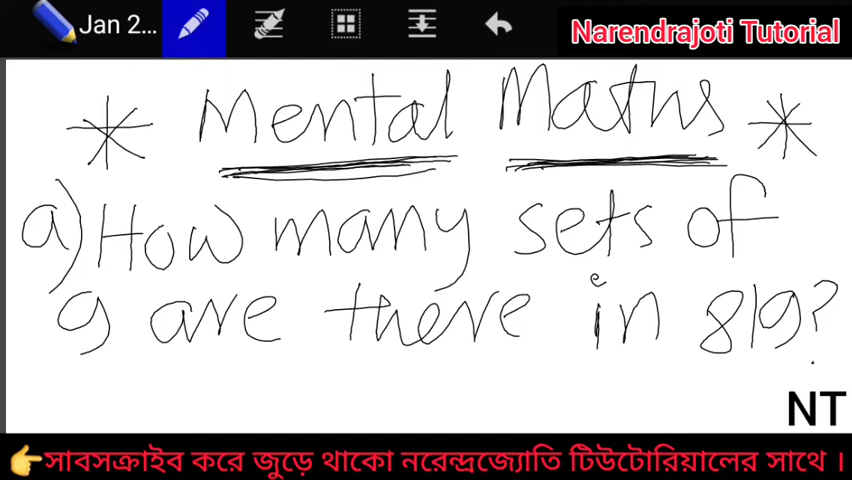 Jan 2...
Narendrajoti Tutorial
* Mental Maths *
a) How many sets of
9 are there in 819?
NT
👉সাবসক্রাইব করে জুড়ে থাকো নরেন্দ্রজ্যোতি টিউটোরিয়ালের সাথে ।